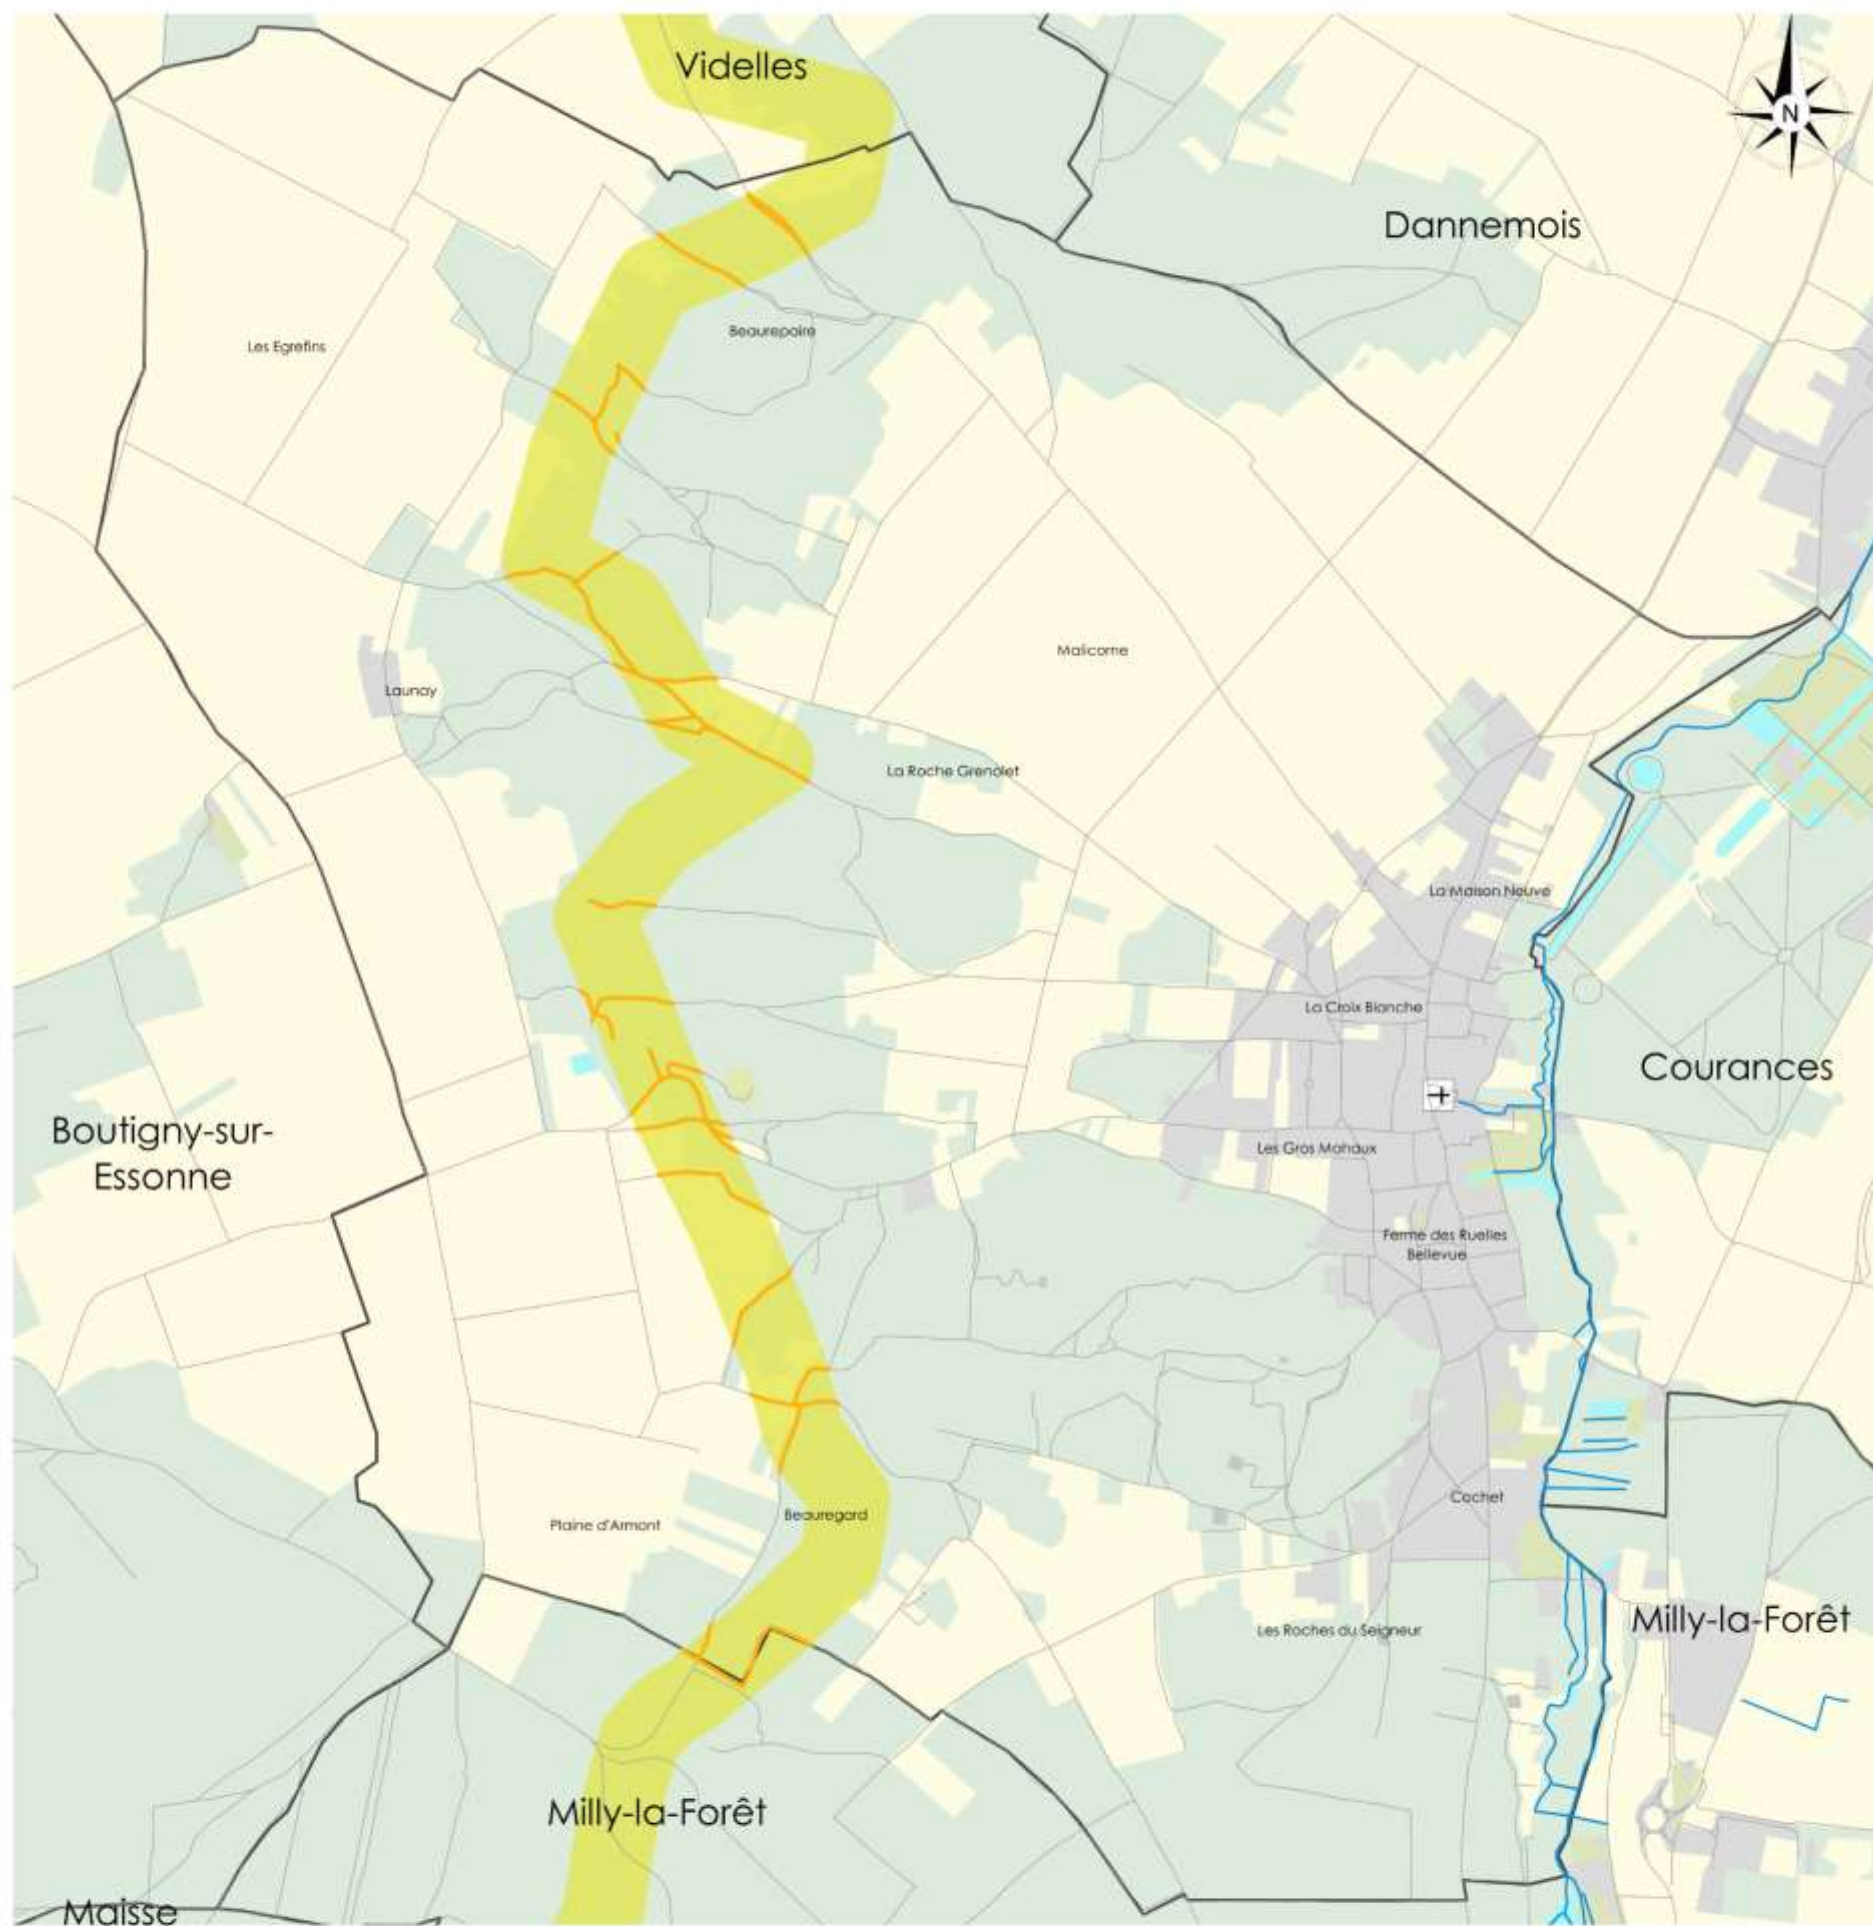 Videlles
N
Dannemois
Beaurepaire
Les Egrefins
Malicorne
Launay
La Roche Grenolet
La Maison Neuve
La Croix Blanche
Courances
Boutigny-sur-
Essonne
Les Gros Mahaux
Ferme des Ruelles
Bellevue
Cochet
Beauregard
Plaine d'Armont
Milly-la-Forêt
Les Roches du Seigneur
Milly-la-Forêt
Maisse